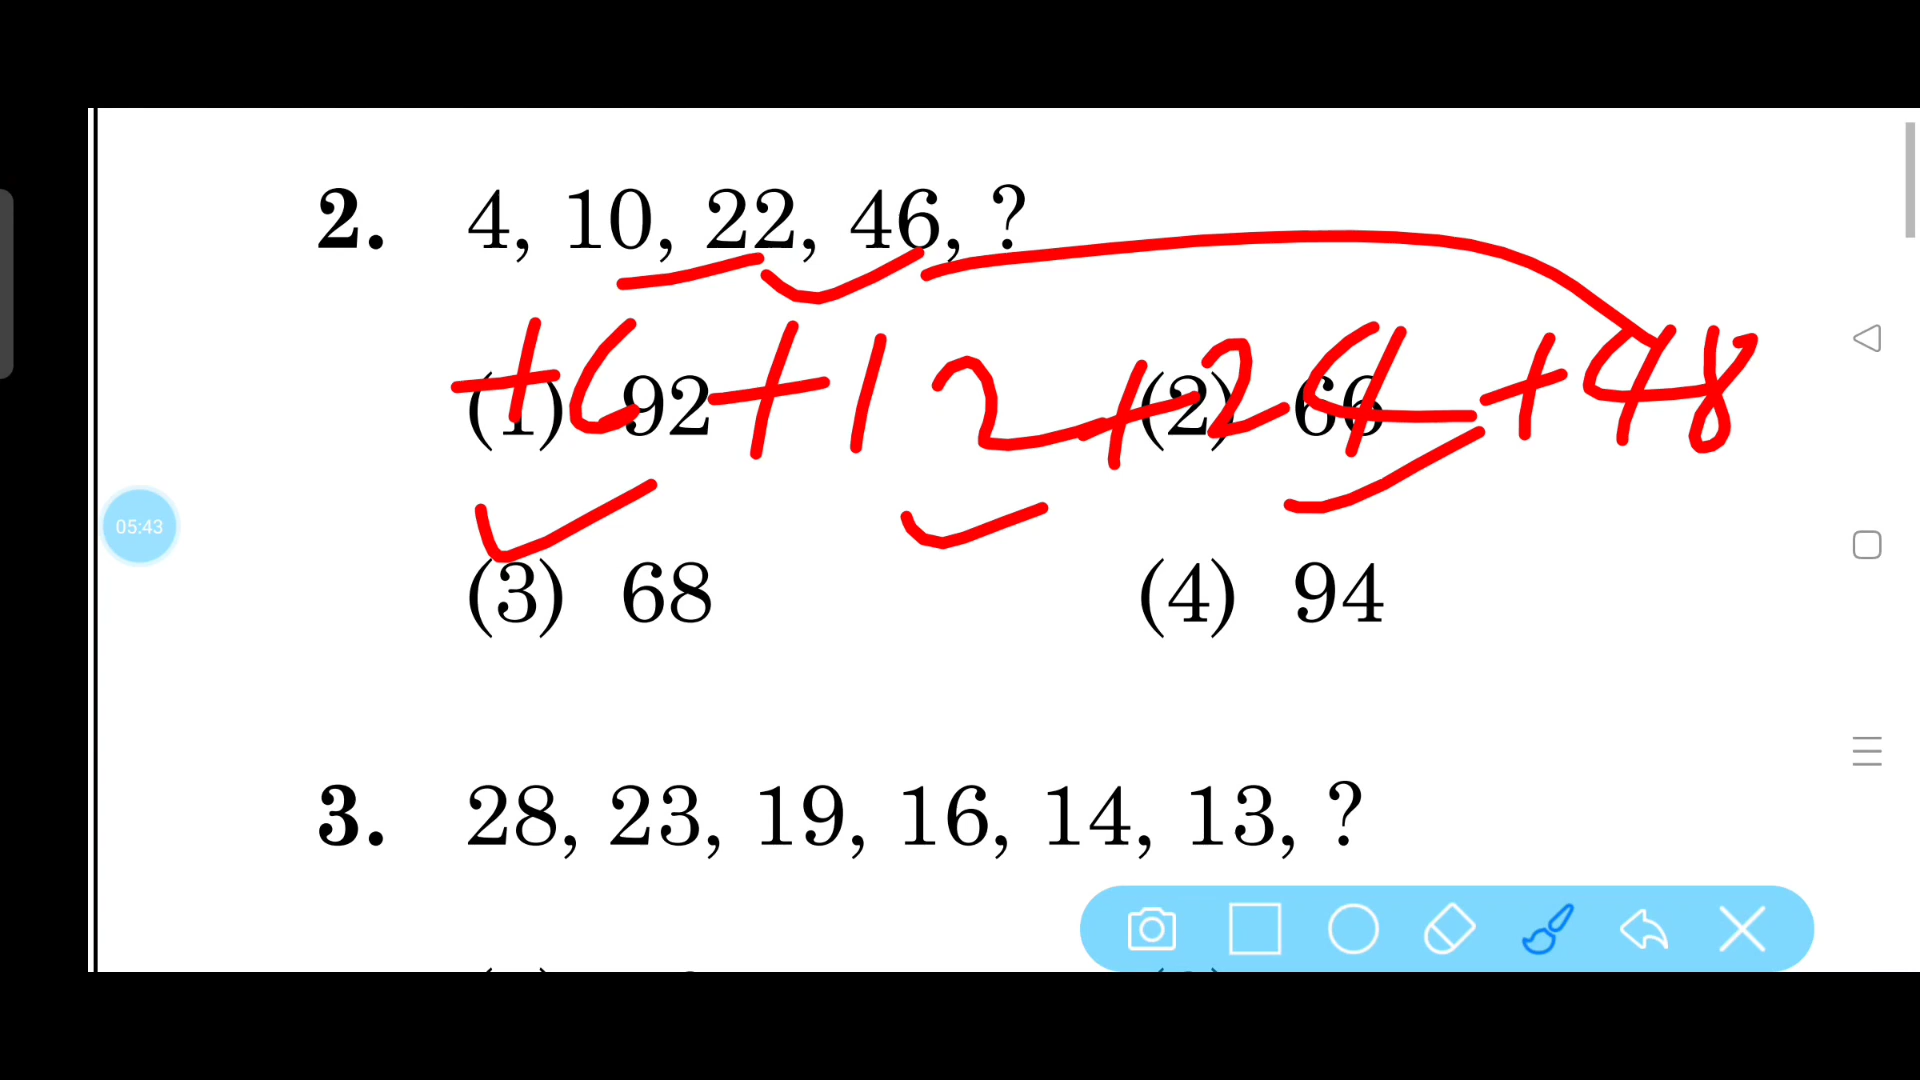 2. 4, 10, 22, 46, ?
+6 +12 +24 +48
(1) 92 (2) 66
05:43
(3) 68 (4) 94
3. 28, 23, 19, 16, 14, 13, ?